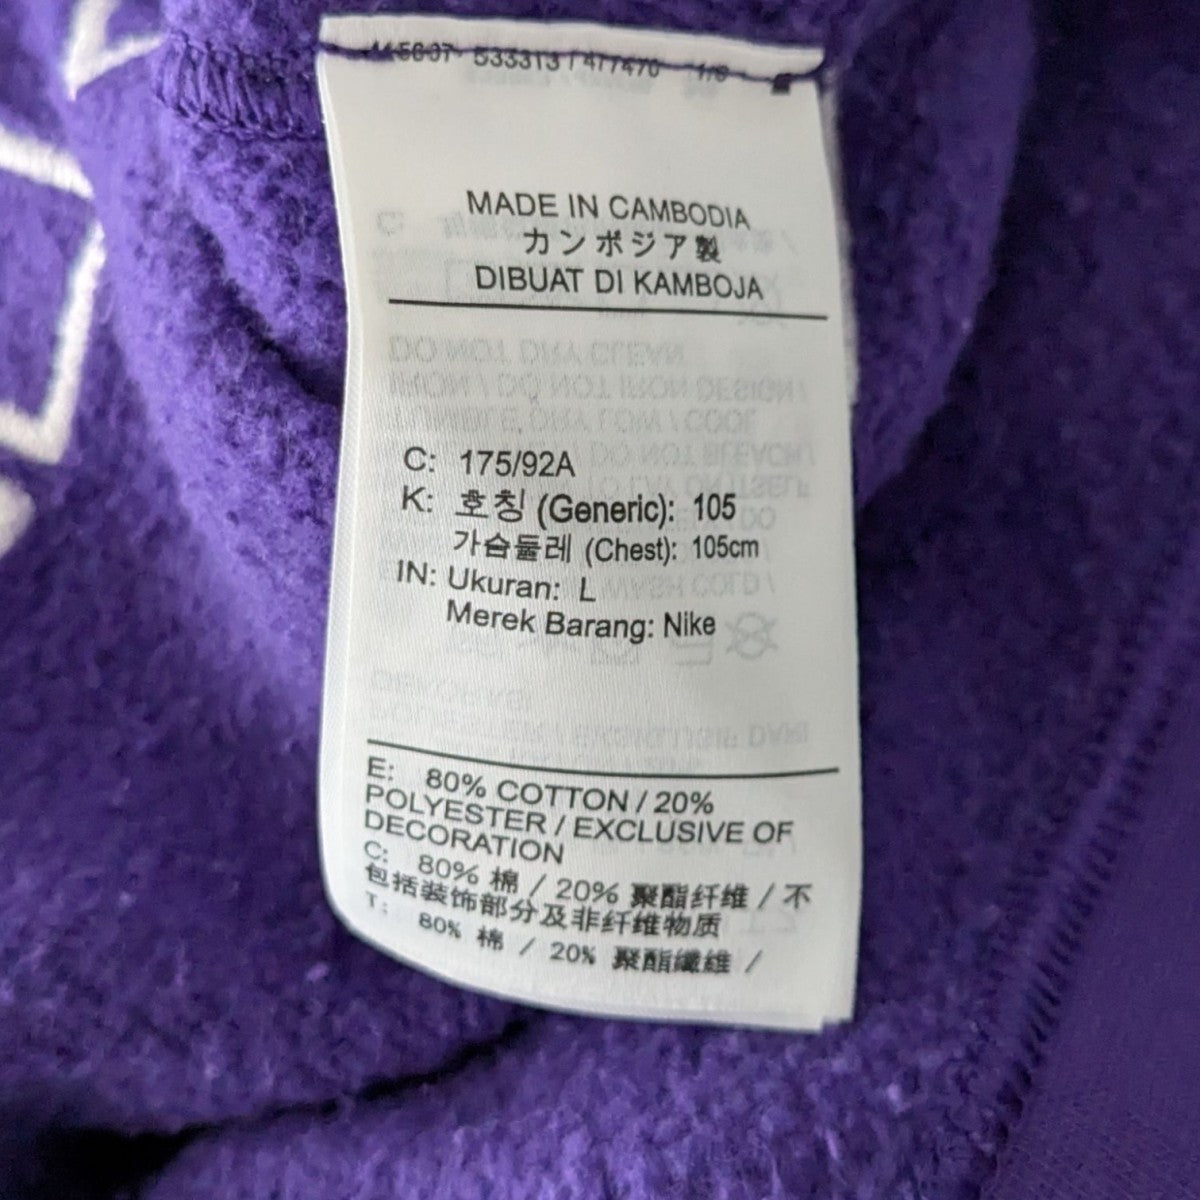 MADE IN CAMBODIA
カンボジア製
DIBUAT DI KAMBOJA
C: 175/92A
K: 호칭 (Generic): 105
가슴둘레 (Chest): 105cm
IN: Ukuran: L
Merek Barang: Nike
E: 80% COTTON / 20%
POLYESTER / EXCLUSIVE OF
DECORATION
C: 80% 棉 / 20% 聚酯纤维 / 不
包括装饰部分及非纤维物质
T: 80% 棉 / 20% 聚酯纖維 /